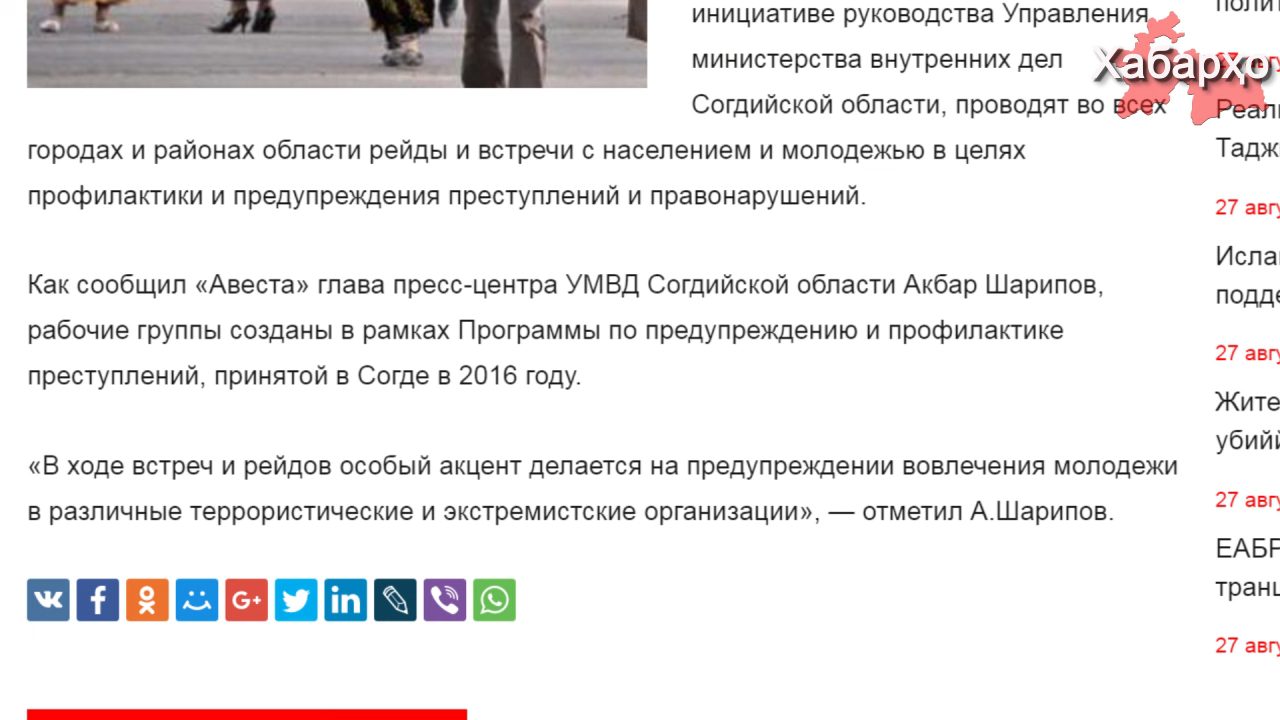 инициативе руководства Управления
министерства внутренних дел
Согдийской области, проводят во всех
городах и районах области рейды и встречи с населением и молодежью в целях
профилактики и предупреждения преступлений и правонарушений.
Как сообщил «Авеста» глава пресс-центра УМВД Согдийской области Акбар Шарипов,
рабочие группы созданы в рамках Программы по предупреждению и профилактике
преступлений, принятой в Согде в 2016 году.
«В ходе встреч и рейдов особый акцент делается на предупреждении вовлечения молодежи
в различные террористические и экстремистские организации», — отметил А.Шарипов.
Хабарҳо
27 авгу
27 авгу
27 авгу
ЕАБР
27 авгу